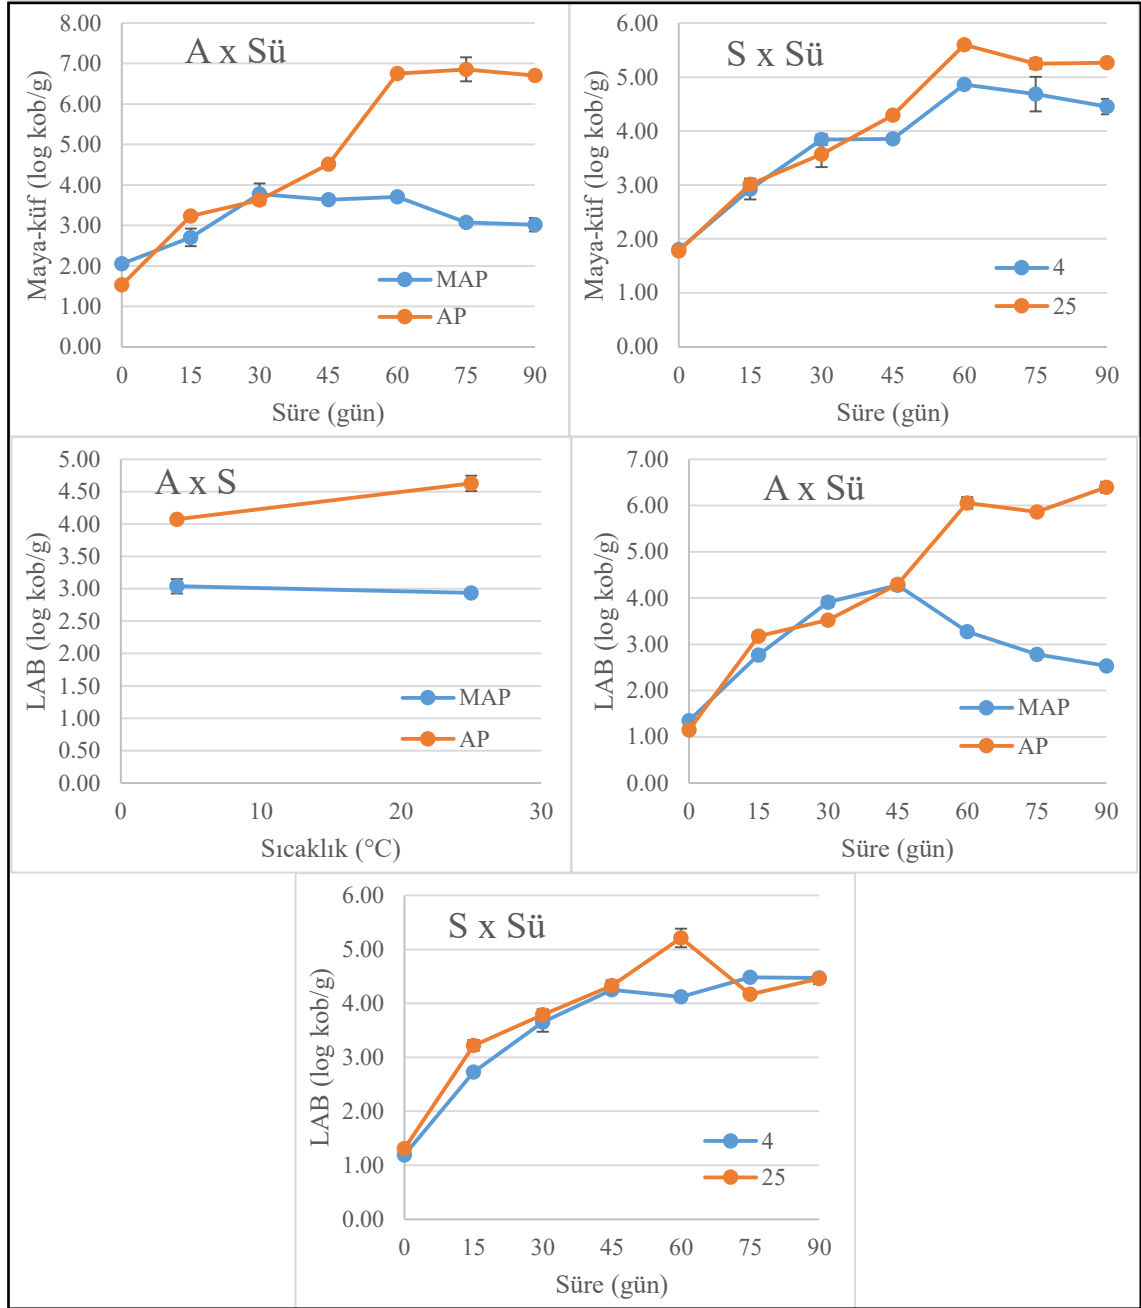 A x Sü
Maya-küf (log kob/g)
8.00
7.00
6.00
5.00
4.00
3.00
2.00
1.00
0.00
MAP
AP
0 15 30 45 60 75 90
Süre (gün)
S x Sü
Maya-küf (log kob/g)
6.00
5.00
4.00
3.00
2.00
1.00
0.00
4
25
0 15 30 45 60 75 90
Süre (gün)
A x S
LAB (log kob/g)
5.00
4.50
4.00
3.50
3.00
2.50
2.00
1.50
1.00
0.50
0.00
MAP
AP
0 10 20 30
Sıcaklık (°C)
A x Sü
LAB (log kob/g)
7.00
6.00
5.00
4.00
3.00
2.00
1.00
0.00
MAP
AP
0 15 30 45 60 75 90
Süre (gün)
S x Sü
LAB (log kob/g)
6.00
5.00
4.00
3.00
2.00
1.00
0.00
4
25
0 15 30 45 60 75 90
Süre (gün)